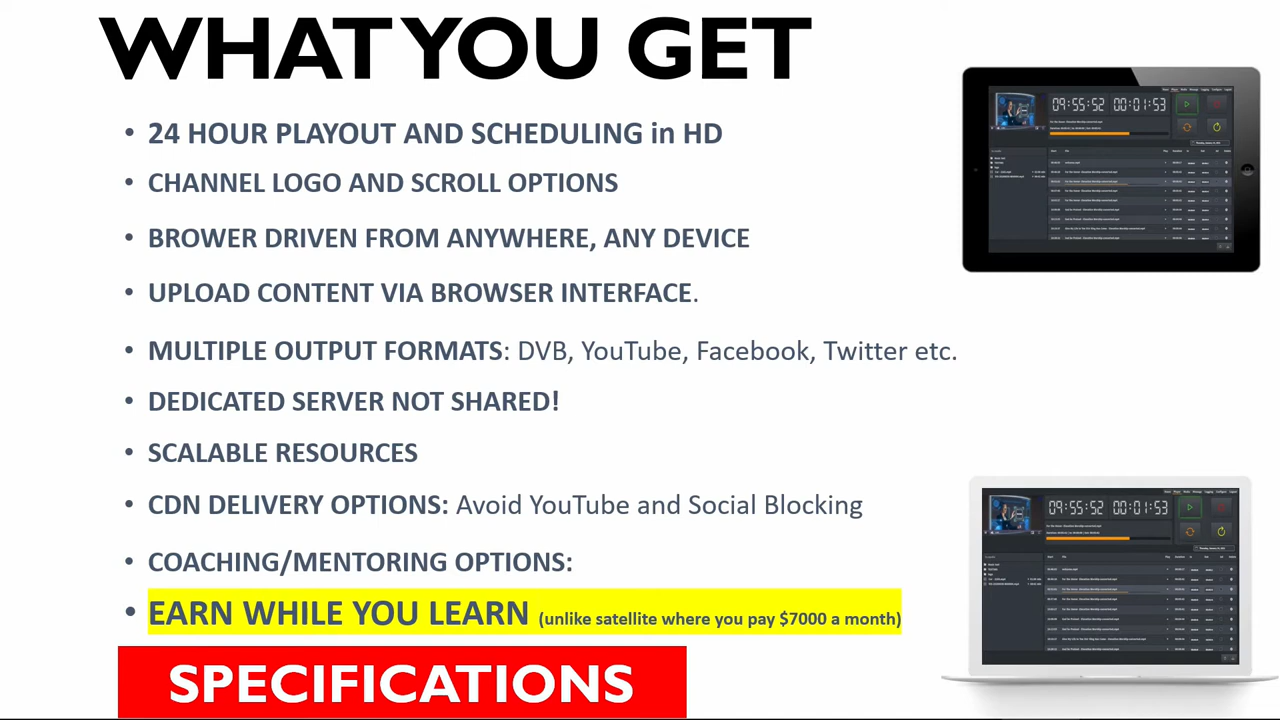 WHAT YOU GET
• 24 HOUR PLAYOUT AND SCHEDULING in HD
• CHANNEL LOGO AND SCROLL OPTIONS
• BROWER DRIVEN FROM ANYWHERE, ANY DEVICE
• UPLOAD CONTENT VIA BROWSER INTERFACE.
• MULTIPLE OUTPUT FORMATS: DVB, YouTube, Facebook, Twitter etc.
• DEDICATED SERVER NOT SHARED!
• SCALABLE RESOURCES
• CDN DELIVERY OPTIONS: Avoid YouTube and Social Blocking
• COACHING/MENTORING OPTIONS:
• EARN WHILE YOU LEARN (unlike satellite where you pay $7000 a month)
SPECIFICATIONS
09:55:52 00:01:53
09:55:52 00:01:53